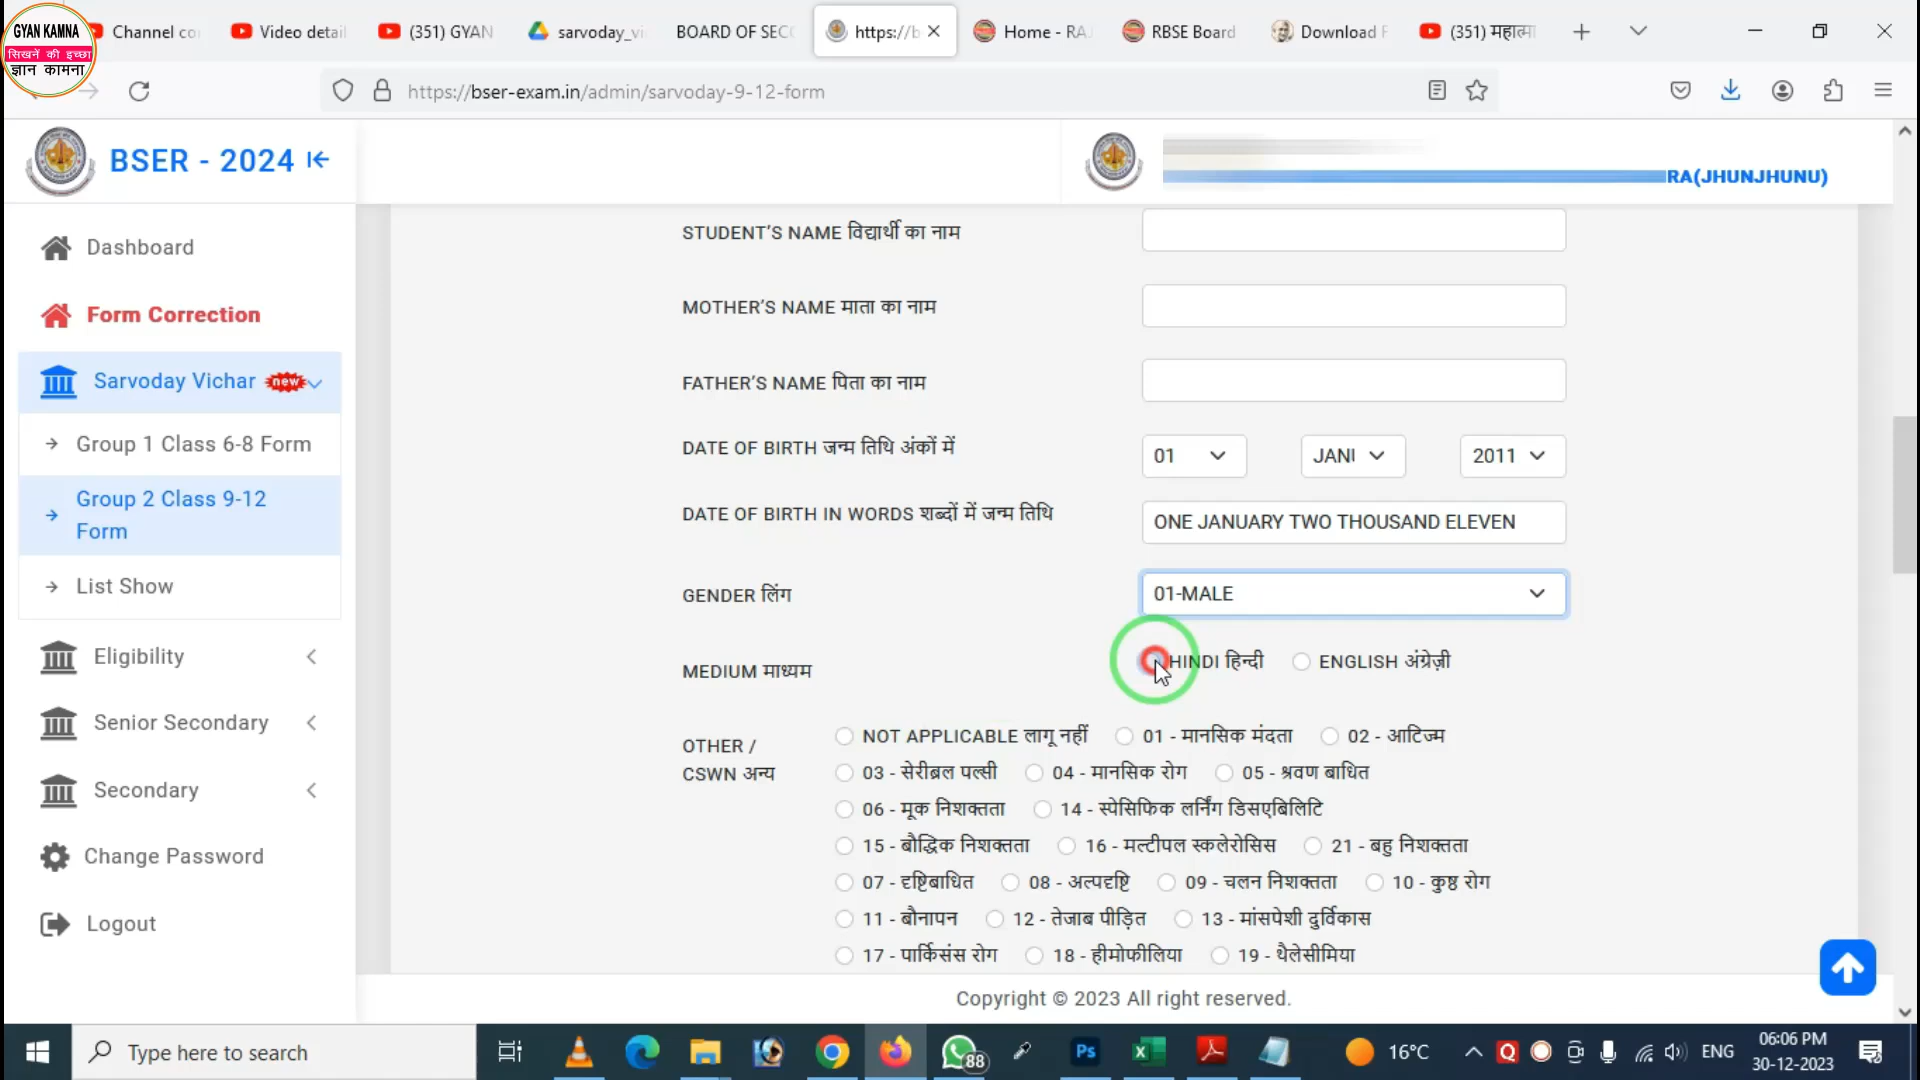 GYAN KAMNA
सिखनें की इच्छा
ज्ञान कामना
Channel co
Video detail
(351) GYAN
sarvoday_vi
BOARD OF SEC
https://b
Home - RA
RBSE Board
Download F
(351) महात्मा
https://bser-exam.in/admin/sarvoday-9-12-form
BSER - 2024
RA(JHUNJHUNU)
Dashboard
Form Correction
Sarvoday Vichar new
Group 1 Class 6-8 Form
Group 2 Class 9-12
Form
List Show
Eligibility
Senior Secondary
Secondary
Change Password
Logout
STUDENT'S NAME विद्यार्थी का नाम
MOTHER'S NAME माता का नाम
FATHER'S NAME पिता का नाम
DATE OF BIRTH जन्म तिथि अंकों में
01 JANU 2011
DATE OF BIRTH IN WORDS शब्दों में जन्म तिथि
ONE JANUARY TWO THOUSAND ELEVEN
GENDER लिंग
01-MALE
MEDIUM माध्यम
HINDI हिन्दी ENGLISH अंग्रेज़ी
OTHER /
CSWN अन्य
NOT APPLICABLE लागू नहीं 01 - मानसिक मंदता 02 - आटिज्म
03 - सेरीब्रल पल्सी 04 - मानसिक रोग 05 - श्रवण बाधित
06 - मूक निशक्तता 14 - स्पेसिफिक लर्निंग डिसएबिलिटि
15 - बौद्धिक निशक्तता 16 - मल्टीपल स्कलेरोसिस 21 - बहु निशक्तता
07 - दृष्टिबाधित 08 - अल्पदृष्टि 09 - चलन निशक्तता 10 - कुष्ठ रोग
11 - बौनापन 12 - तेजाब पीड़ित 13 - मांसपेशी दुर्विकास
17 - पार्किसंस रोग 18 - हीमोफीलिया 19 - थैलेसीमिया
Copyright © 2023 All right reserved.
Type here to search
88
Ps
16°C
ENG
06:06 PM
30-12-2023